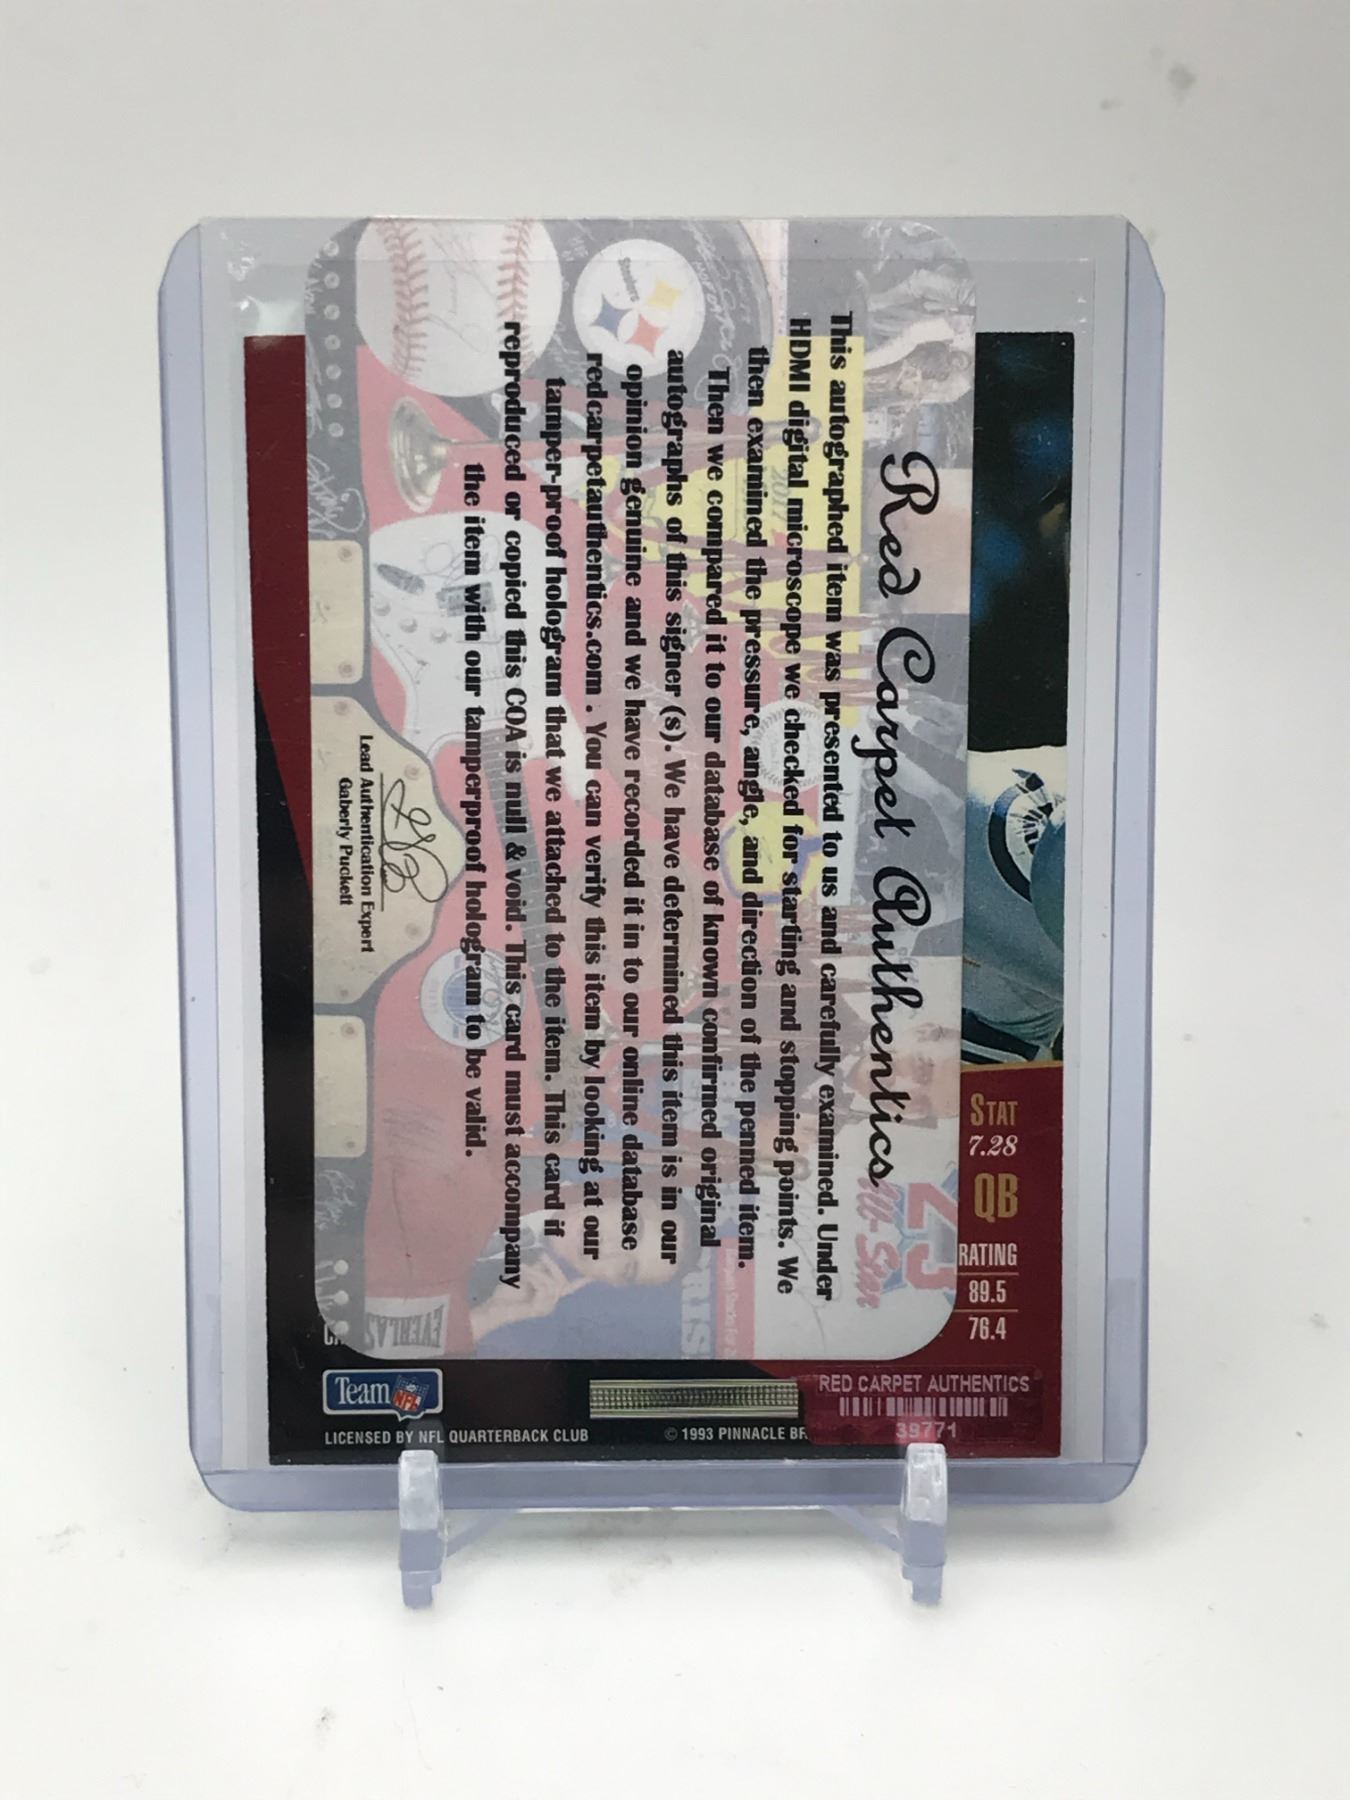 Red Carpet Authentics
This autographed item was presented to us and carefully examined. Under
HDMI digital microscope we checked for starting and stopping points. We
then examined the pressure, angle, and direction of the penned item.
Then we compared it to our database of known confirmed original
autographs of this signer (s). We have determined this item is in our
opinion genuine and we have recorded it in to our online database
redcarpetauthentics.com . You can verify this item by looking at our
tamper-proof hologram that we attached to the item. This card if
reproduced or copied this COA is null & void. This card must accompany
the item with our tamperproof hologram to be valid.
Lead Authentication Expert
Gaberly Puckett
Steelers
2017
All-Star
EVERLAS
STAT
7.28
QB
RATING
89.5
76.4
Team NFL
RED CARPET AUTHENTICS
39771
LICENSED BY NFL QUARTERBACK CLUB
© 1993 PINNACLE BR